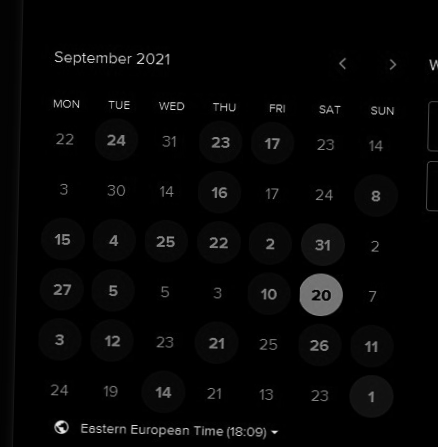 September 2021
W
MON TUE WED THU FRI SAT SUN
22 24 31 23 17 23 14
3 30 14 16 17 24 8
15 4 25 22 2 31 2
27 5 5 3 10 20 7
3 12 23 21 25 26 11
24 19 14 21 13 23 1
Eastern European Time (18:09)